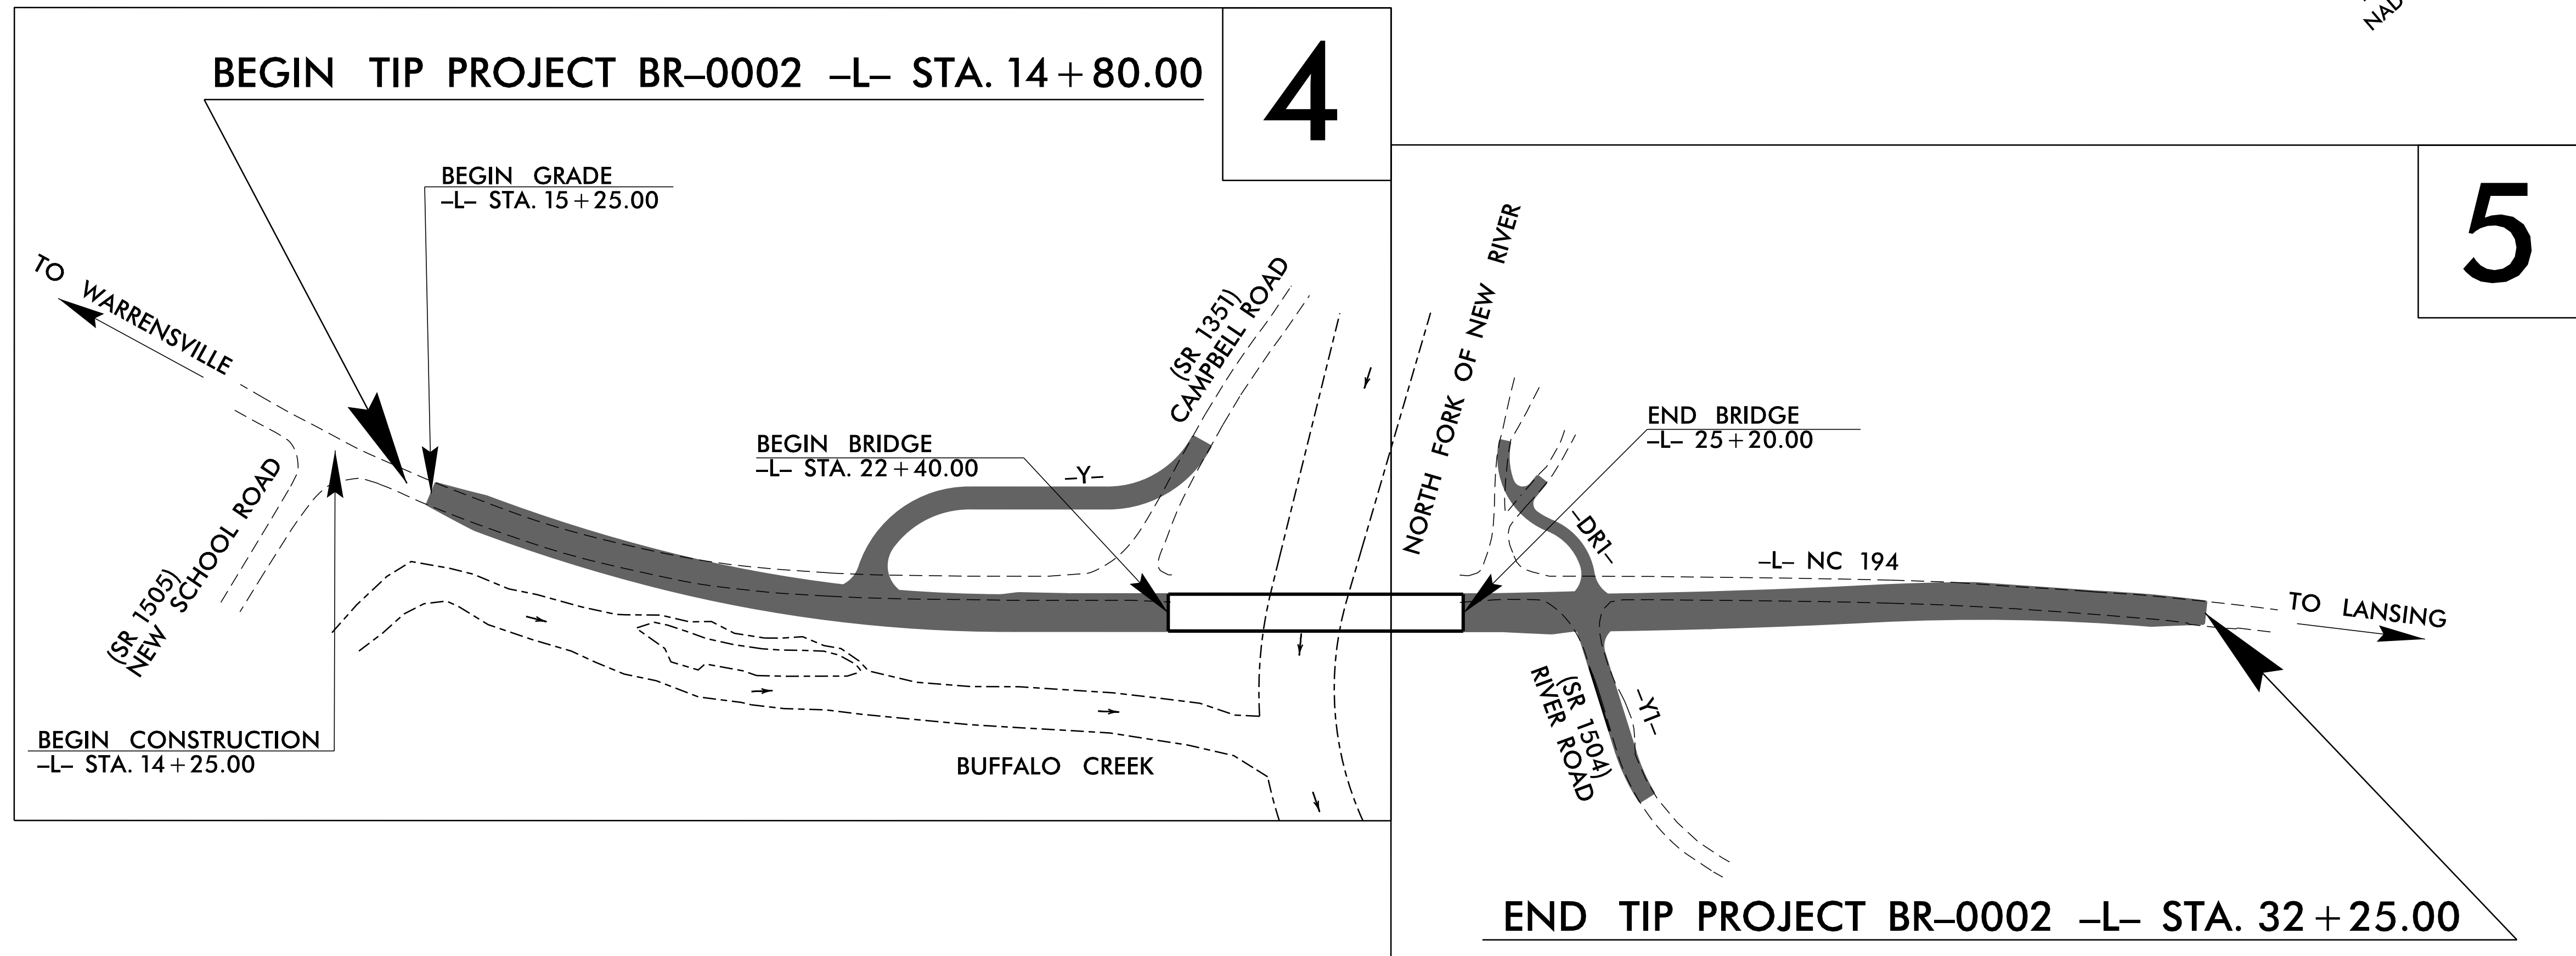 NAD
4
BEGIN TIP PROJECT BR–0002 –L– STA. 14+80.00
5
BEGIN GRADE
–L– STA. 15+25.00
TO WARRENSVILLE
(SR 1351)
CAMPBELL ROAD
NORTH FORK OF NEW RIVER
BEGIN BRIDGE
–L– STA. 22+40.00
–Y–
END BRIDGE
–L– 25+20.00
(SR 1505)
NEW SCHOOL ROAD
–DR1–
–L– NC 194
TO LANSING
BEGIN CONSTRUCTION
–L– STA. 14+25.00
BUFFALO CREEK
(SR 1504)
RIVER ROAD
–Y1–
END TIP PROJECT BR–0002 –L– STA. 32+25.00